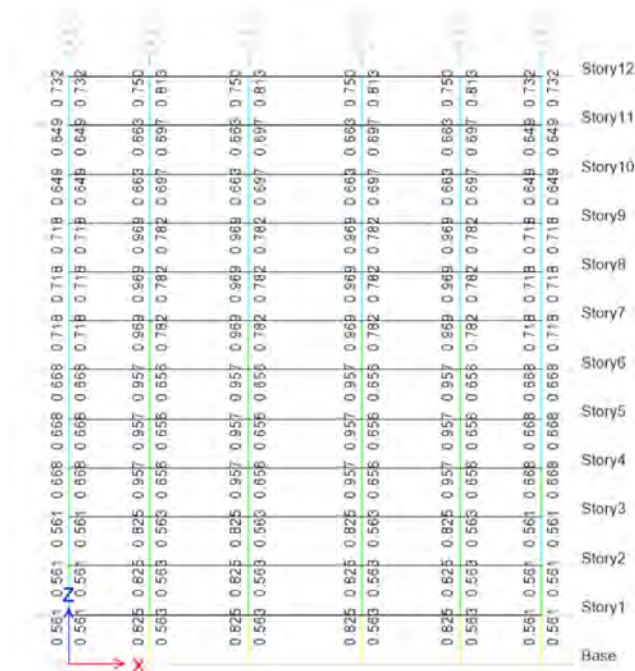 0.732 0.732 0.750 0.813 0.750 0.813 0.750 0.813 0.750 0.813 0.732 0.732 Story12
0.649 0.649 0.663 0.697 0.663 0.697 0.663 0.697 0.663 0.697 0.649 0.649 Story11
0.649 0.649 0.663 0.697 0.663 0.697 0.663 0.697 0.663 0.697 0.649 0.649 Story10
0.718 0.718 0.969 0.782 0.969 0.782 0.969 0.782 0.969 0.782 0.718 0.718 Story9
0.718 0.718 0.969 0.782 0.969 0.782 0.969 0.782 0.969 0.782 0.718 0.718 Story8
0.718 0.718 0.969 0.782 0.969 0.782 0.969 0.782 0.969 0.782 0.718 0.718 Story7
0.668 0.668 0.957 0.656 0.957 0.656 0.957 0.656 0.957 0.656 0.668 0.668 Story6
0.668 0.668 0.957 0.656 0.957 0.656 0.957 0.656 0.957 0.656 0.668 0.668 Story5
0.668 0.668 0.957 0.656 0.957 0.656 0.957 0.656 0.957 0.656 0.668 0.668 Story4
0.561 0.561 0.825 0.563 0.825 0.563 0.825 0.563 0.825 0.563 0.561 0.561 Story3
0.561 0.561 0.825 0.563 0.825 0.563 0.825 0.563 0.825 0.563 0.561 0.561 Story2
Z
0.561 0.561 0.825 0.563 0.825 0.563 0.825 0.563 0.825 0.563 0.561 0.561 Story1
X
Base